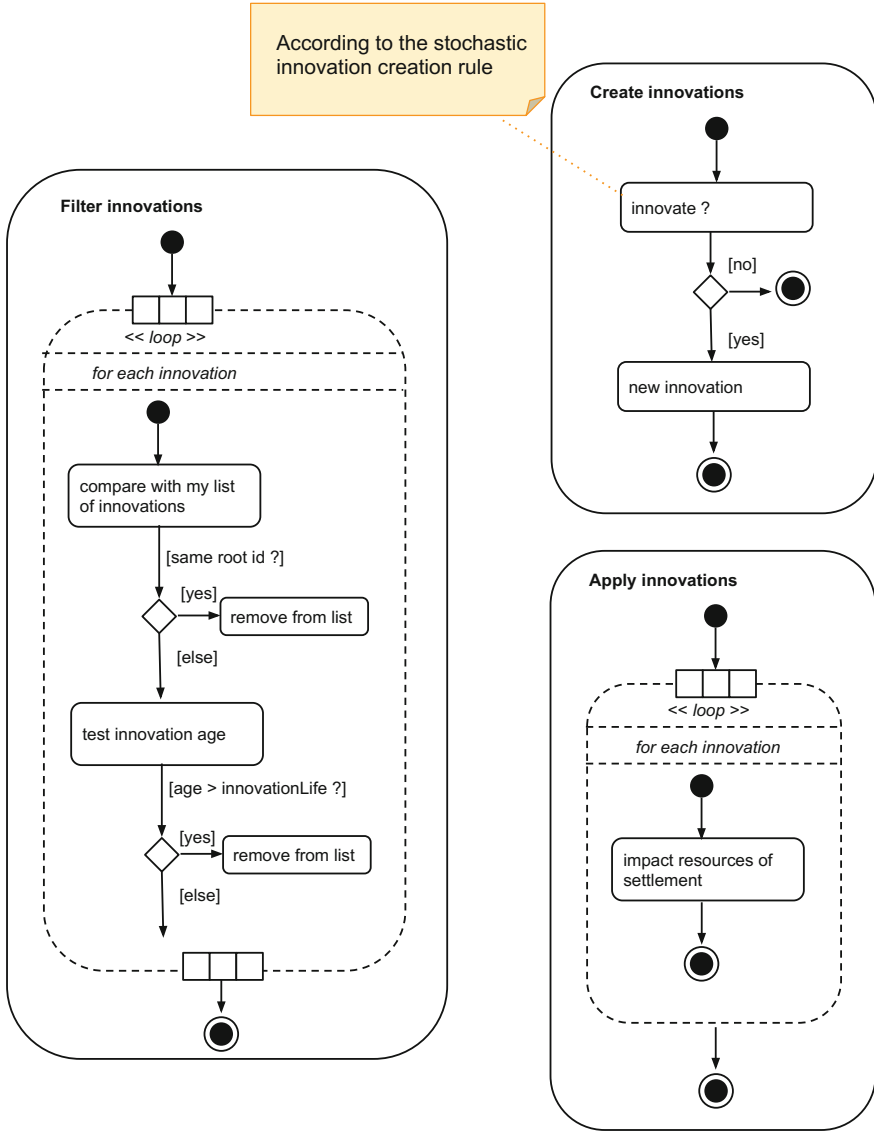 According to the stochastic
innovation creation rule
Create innovations
innovate ?
[no]
[yes]
new innovation
Filter innovations
<< loop >>
for each innovation
compare with my list
of innovations
[same root id ?]
[yes]
remove from list
[else]
test innovation age
[age > innovationLife ?]
[yes]
remove from list
[else]
Apply innovations
<< loop >>
for each innovation
impact resources of
settlement